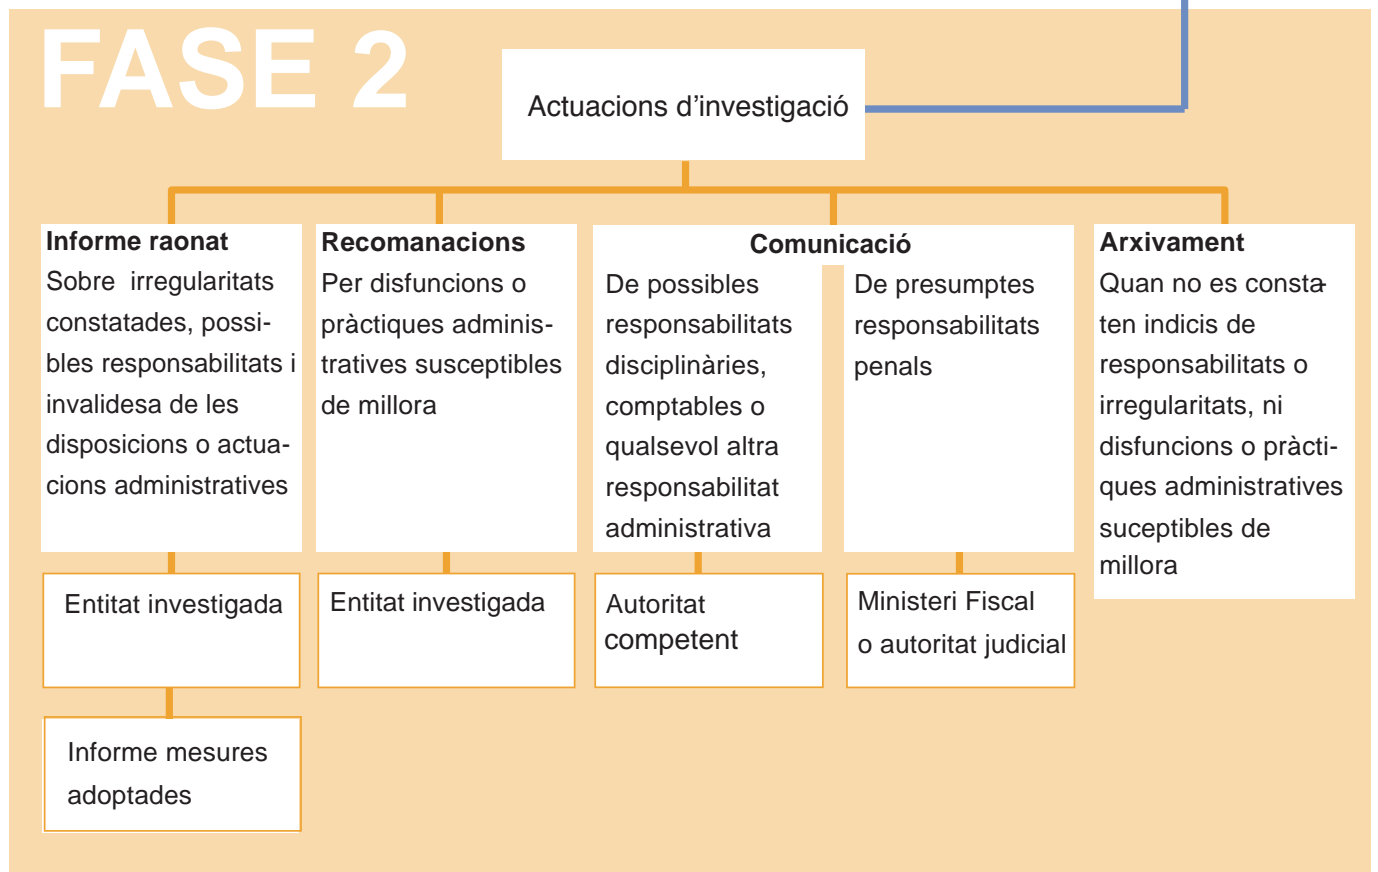 FASE 2
Actuacions d’investigació
Informe raonat
Sobre irregularitats
constatades, possi-
bles responsabilitats i
invalidesa de les
disposicions o actua-
cions administratives
Entitat investigada
Informe mesures
adoptades
Recomanacions
Per disfuncions o
pràctiques adminis-
tratives susceptibles
de millora
Entitat investigada
Comunicació
De possibles
responsabilitats
disciplinàries,
comptables o
qualsevol altra
responsabilitat
administrativa
Autoritat
competent
De presumptes
responsabilitats
penals
Ministeri Fiscal
o autoritat judicial
Arxivament
Quan no es consta-
ten indicis de
responsabilitats o
irregularitats, ni
disfuncions o pràcti-
ques administratives
suceptibles de
millora